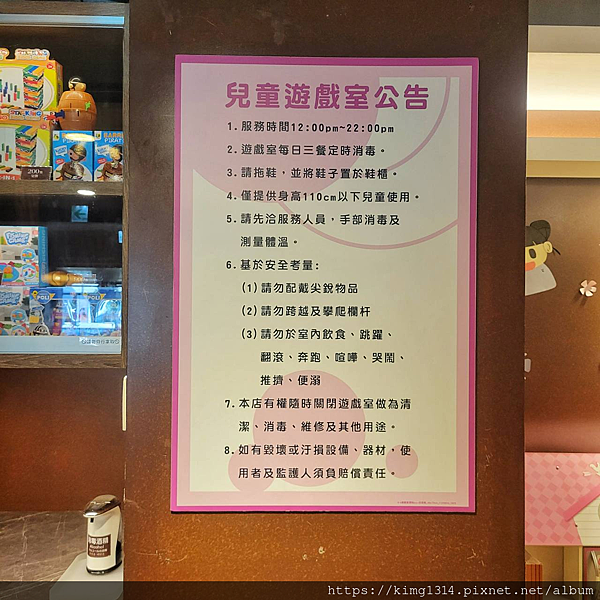 兒童遊戲室公告
1.服務時間12:00pm~22:00pm
2.遊戲室每日三餐定時消毒。
3.請拖鞋,並將鞋子置於鞋櫃。
4.僅提供身高110cm以下兒童使用。
5.請先洽服務人員,手部消毒及
測量體溫。
6.基於安全考量:
(1)請勿配戴尖銳物品
(2)請勿跨越及攀爬欄杆
(3)請勿於室內飲食、跳躍、
翻滾、奔跑、喧嘩、哭鬧、
推擠、便溺
7.本店有權隨時關閉遊戲室做為清
潔、消毒、維修及其他用途。
8.如有毀壞或汙損設備、器材,使
用者及監護人須負賠償責任。
200
POLI
POLI
Alcohol
https://kimg1314.pixnet.net/album